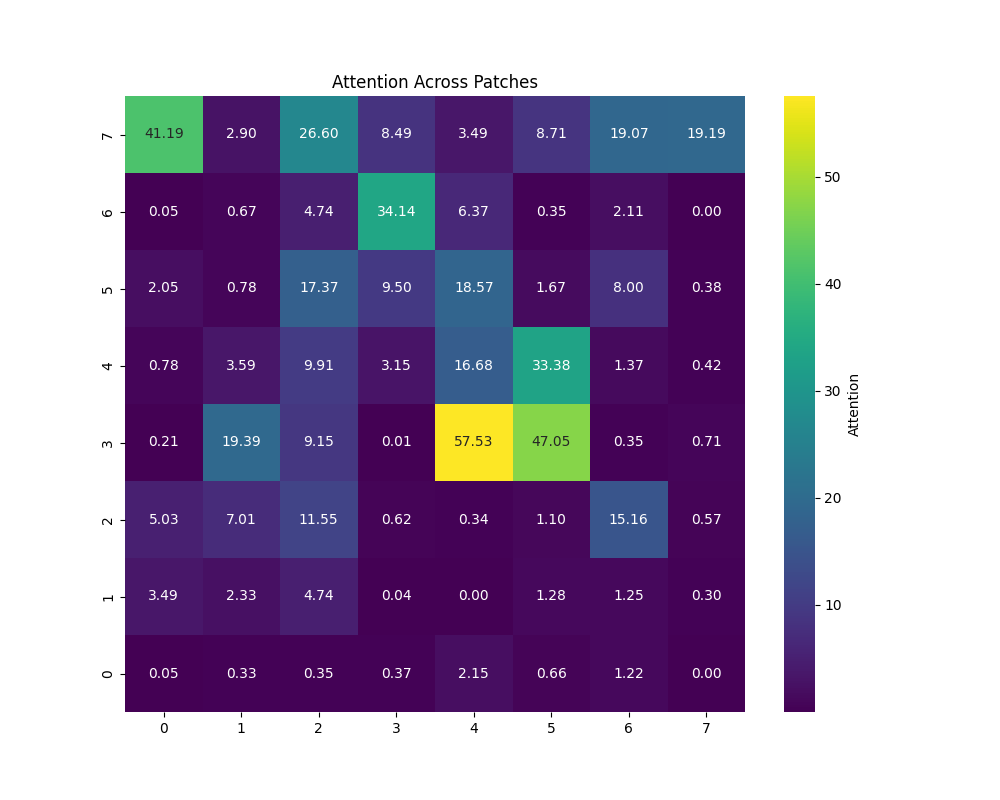 Attention Across Patches
7 41.19 2.90 26.60 8.49 3.49 8.71 19.07 19.19
6 0.05 0.67 4.74 34.14 6.37 0.35 2.11 0.00
5 2.05 0.78 17.37 9.50 18.57 1.67 8.00 0.38
4 0.78 3.59 9.91 3.15 16.68 33.38 1.37 0.42
3 0.21 19.39 9.15 0.01 57.53 47.05 0.35 0.71
2 5.03 7.01 11.55 0.62 0.34 1.10 15.16 0.57
1 3.49 2.33 4.74 0.04 0.00 1.28 1.25 0.30
0 0.05 0.33 0.35 0.37 2.15 0.66 1.22 0.00
0 1 2 3 4 5 6 7
50
40
30
20
10
Attention